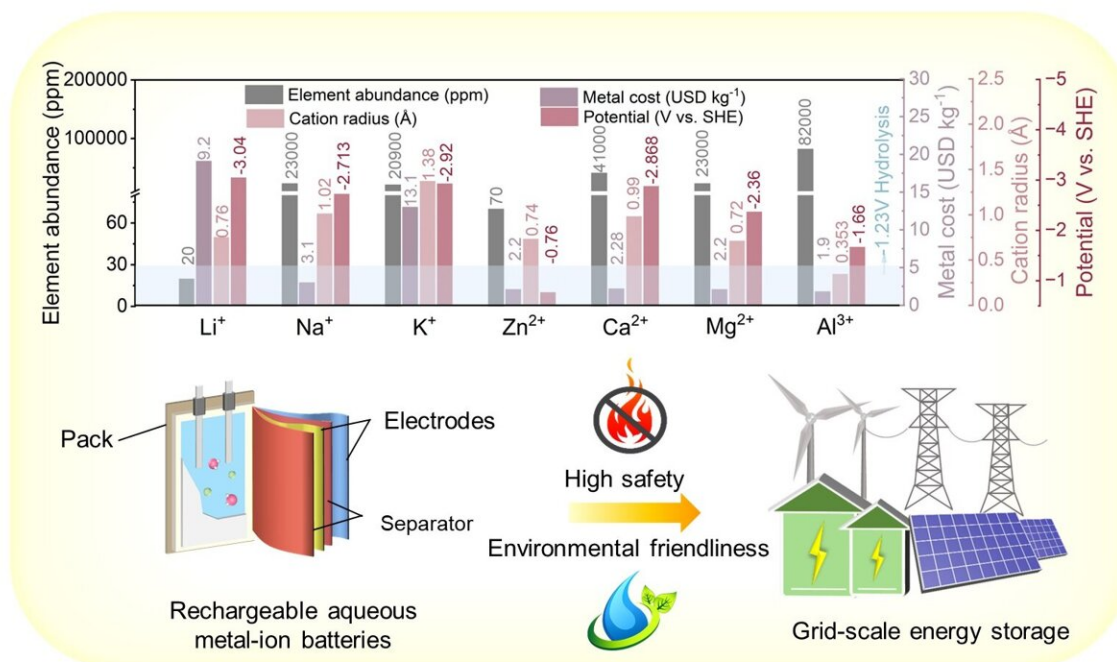 200000
100000
60
30
0
Element abundance (ppm)
Element abundance (ppm)
Cation radius (Å)
Metal cost (USD kg⁻¹)
Potential (V vs. SHE)
20
9.2
0.76
-3.04
23000
3.1
1.02
-2.713
20900
13.1
1.38
-2.92
70
2.2
0.74
-0.76
41000
2.28
0.99
-2.868
23000
2.2
0.72
-2.36
82000
1.9
0.353
-1.66
-1.23V Hydrolysis
30
25
20
15
10
5
0
Metal cost (USD kg⁻¹)
2.5
2.0
1.5
1.0
0.5
0.0
Cation radius (Å)
-5
-4
-3
-2
-1
Potential (V vs. SHE)
Li⁺
Na⁺
K⁺
Zn²⁺
Ca²⁺
Mg²⁺
Al³⁺
Pack
Electrodes
Separator
Rechargeable aqueous
metal-ion batteries
High safety
Environmental friendliness
Grid-scale energy storage